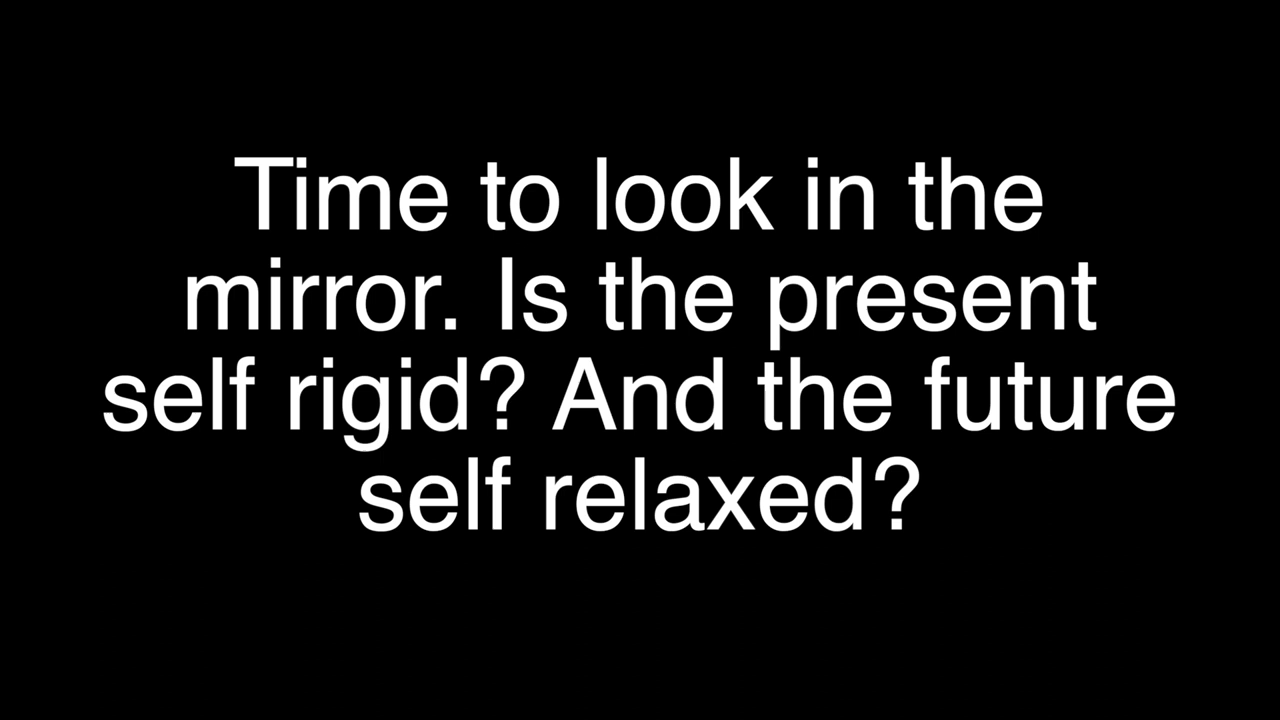 Time to look in the
mirror. Is the present
self rigid? And the future
self relaxed?